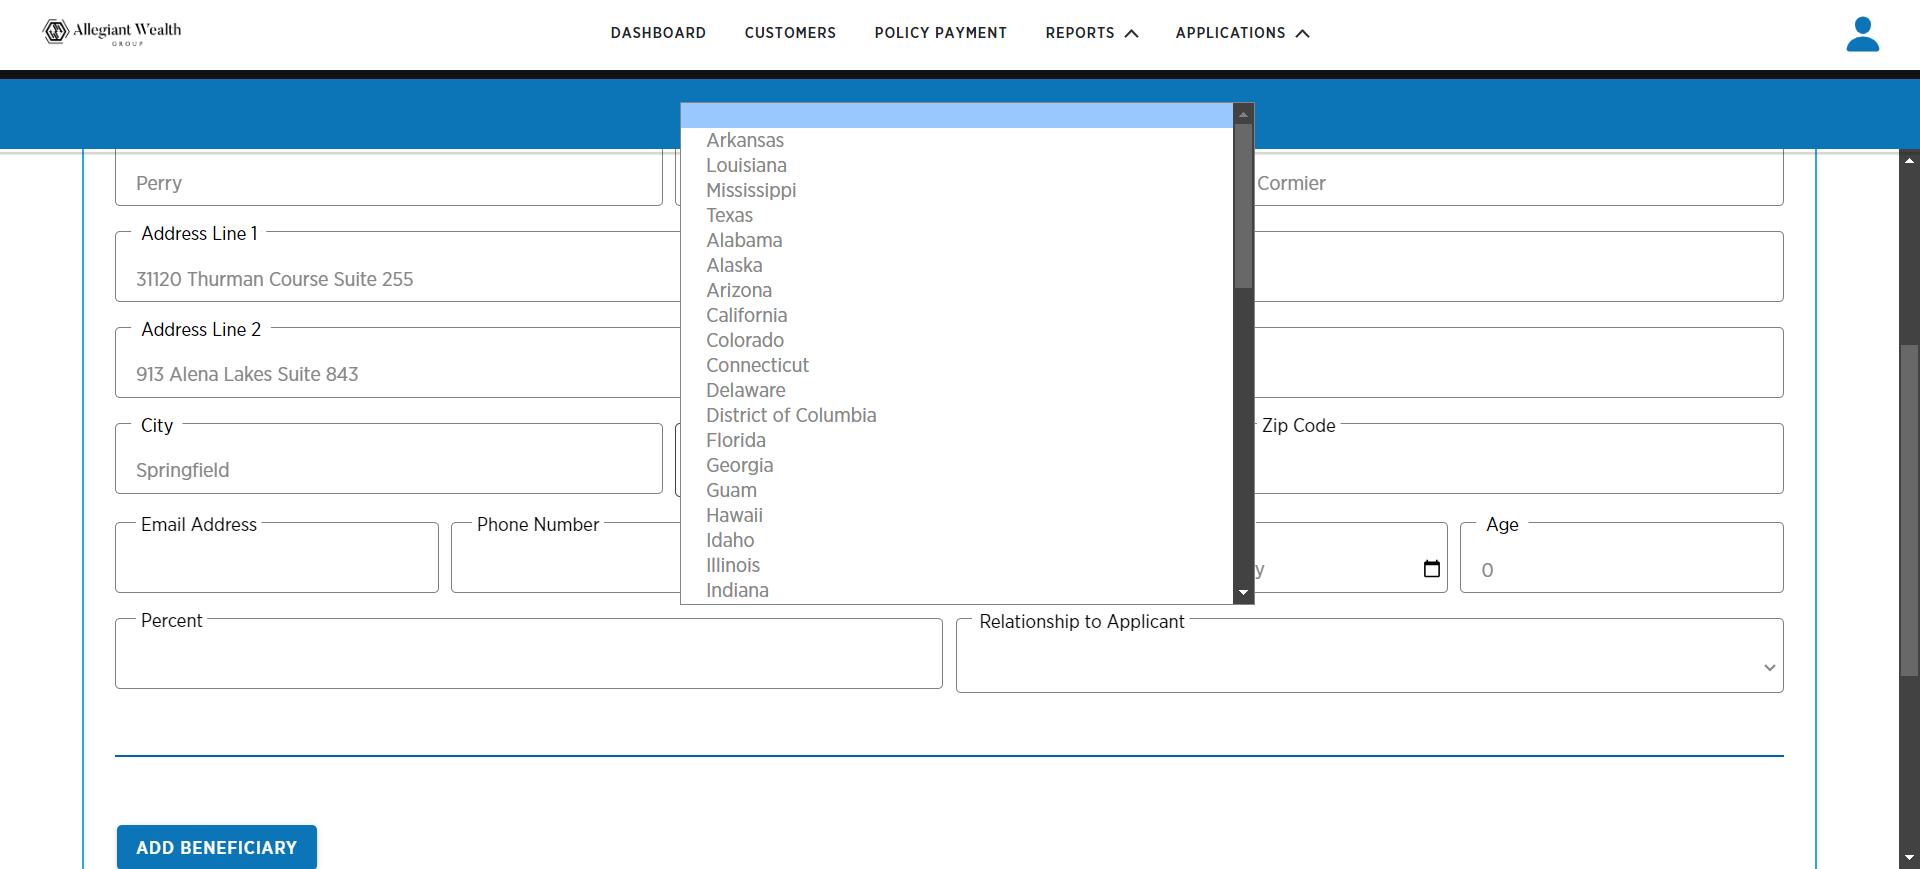 Allegiant Wealth
GROUP
DASHBOARD CUSTOMERS POLICY PAYMENT REPORTS APPLICATIONS
Perry Cormier
Address Line 1
31120 Thurman Course Suite 255
Address Line 2
913 Alena Lakes Suite 843
City
Springfield
Arkansas
Louisiana
Mississippi
Texas
Alabama
Alaska
Arizona
California
Colorado
Connecticut
Delaware
District of Columbia
Florida
Georgia
Guam
Hawaii
Idaho
Illinois
Indiana
Zip Code
Email Address Phone Number
y
Age
0
Percent
Relationship to Applicant
ADD BENEFICIARY